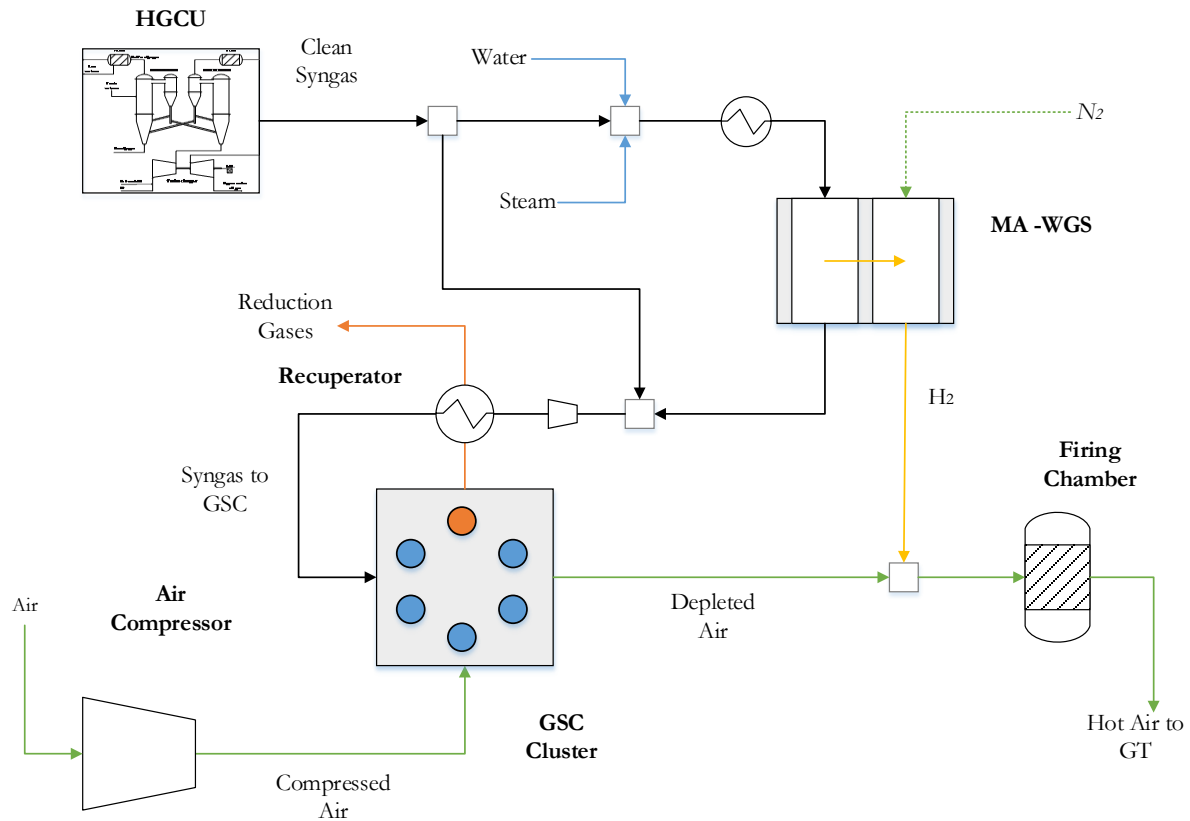 HGCU
Clean
Syngas
Water
N2
Steam
MA -WGS
Reduction
Gases
Recuperator
H2
Syngas to
GSC
Firing
Chamber
Air
Air
Compressor
Depleted
Air
GSC
Cluster
Hot Air to
GT
Compressed
Air